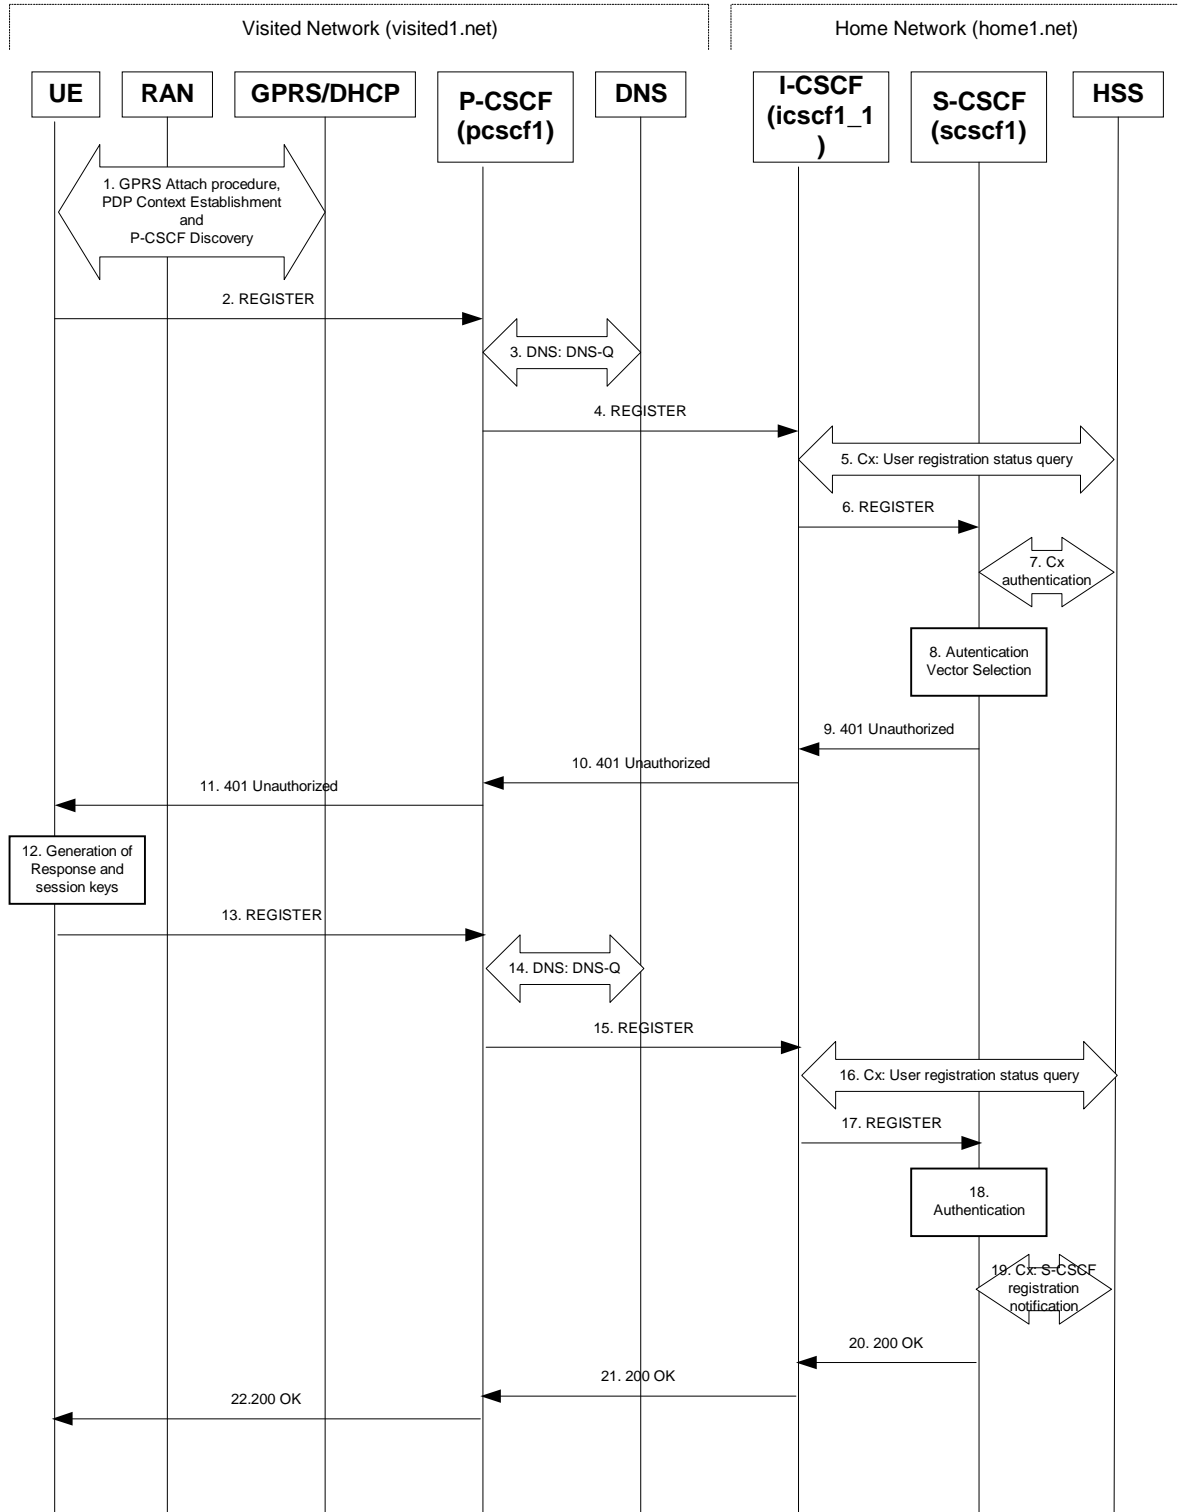 Visited Network (visited1.net)
Home Network (home1.net)
UE
RAN
GPRS/DHCP
P-CSCF
(pcscf1)
DNS
I-CSCF
(icscf1_1
)
S-CSCF
(scscf1)
HSS
1. GPRS Attach procedure,
PDP Context Establishment
and
P-CSCF Discovery
2. REGISTER
3. DNS: DNS-Q
4. REGISTER
5. Cx: User registration status query
6. REGISTER
7. Cx
authentication
8. Autentication
Vector Selection
9. 401 Unauthorized
10. 401 Unauthorized
11. 401 Unauthorized
12. Generation of
Response and
session keys
13. REGISTER
14. DNS: DNS-Q
15. REGISTER
16. Cx: User registration status query
17. REGISTER
18.
Authentication
19. Cx: S-CSCF
registration
notification
20. 200 OK
21. 200 OK
22.200 OK